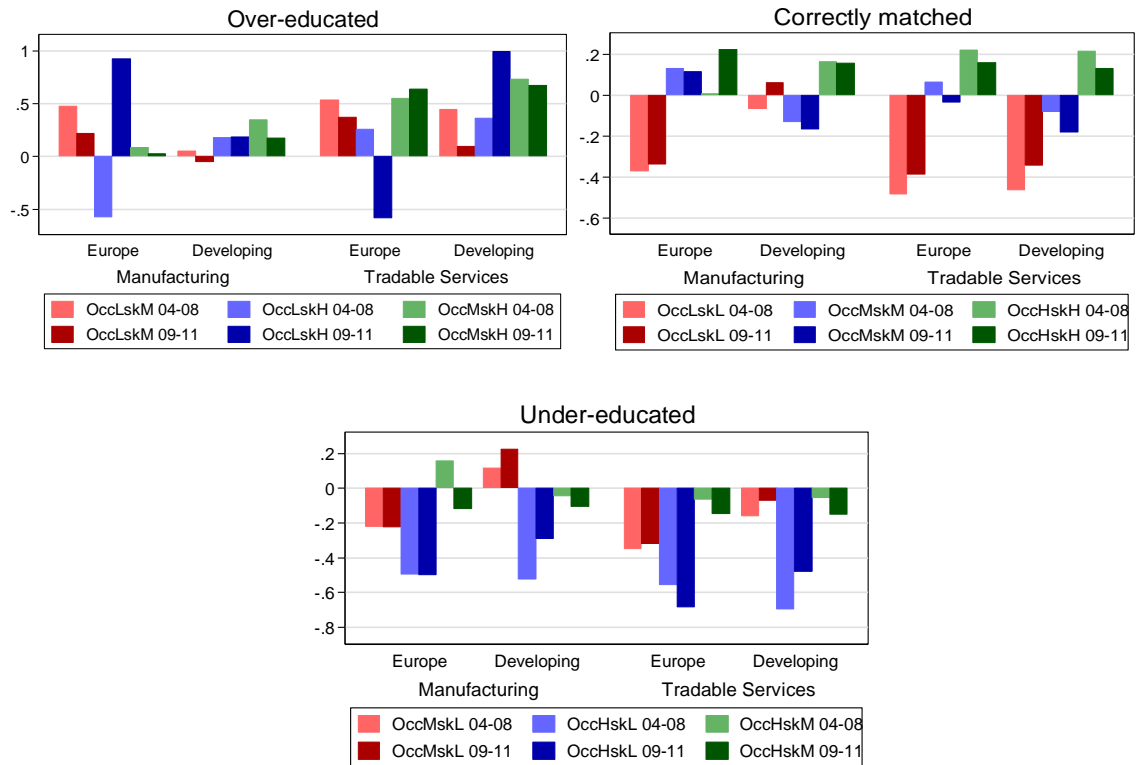 Over-educated
1
.5
0
-.5
Europe Developing Europe Developing
Manufacturing Tradable Services
OccLskM 04-08 OccLskH 04-08 OccMskH 04-08
OccLskM 09-11 OccLskH 09-11 OccMskH 09-11
Correctly matched
.2
0
-.2
-.4
-.6
Europe Developing Europe Developing
Manufacturing Tradable Services
OccLskL 04-08 OccMskM 04-08 OccHskH 04-08
OccLskL 09-11 OccMskM 09-11 OccHskH 09-11
Under-educated
.2
0
-.2
-.4
-.6
-.8
Europe Developing Europe Developing
Manufacturing Tradable Services
OccMskL 04-08 OccHskL 04-08 OccHskM 04-08
OccMskL 09-11 OccHskL 09-11 OccHskM 09-11